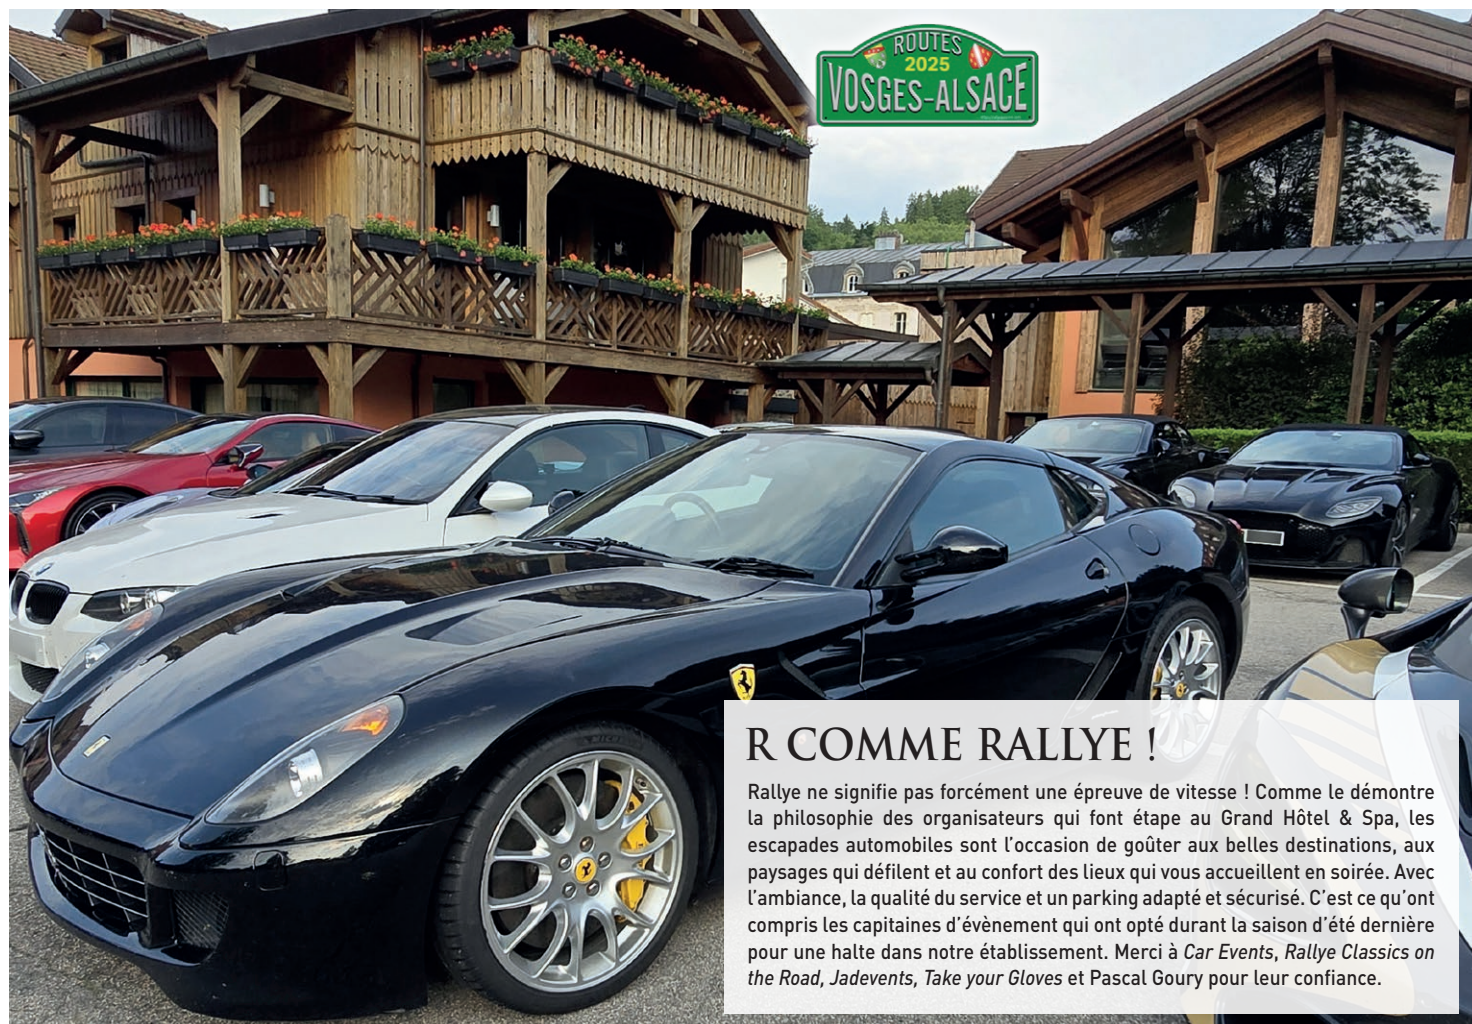 ROUTES
2025
VOSGES-ALSACE
R COMME RALLYE !
Rallye ne signifie pas forcément une épreuve de vitesse ! Comme le démontre
la philosophie des organisateurs qui font étape au Grand Hôtel & Spa, les
escapades automobiles sont l’occasion de goûter aux belles destinations, aux
paysages qui défilent et au confort des lieux qui vous accueillent en soirée. Avec
l’ambiance, la qualité du service et un parking adapté et sécurisé. C’est ce qu’ont
compris les capitaines d’évènement qui ont opté durant la saison d’été dernière
pour une halte dans notre établissement. Merci à Car Events, Rallye Classics on
the Road, Jadevents, Take your Gloves et Pascal Goury pour leur confiance.